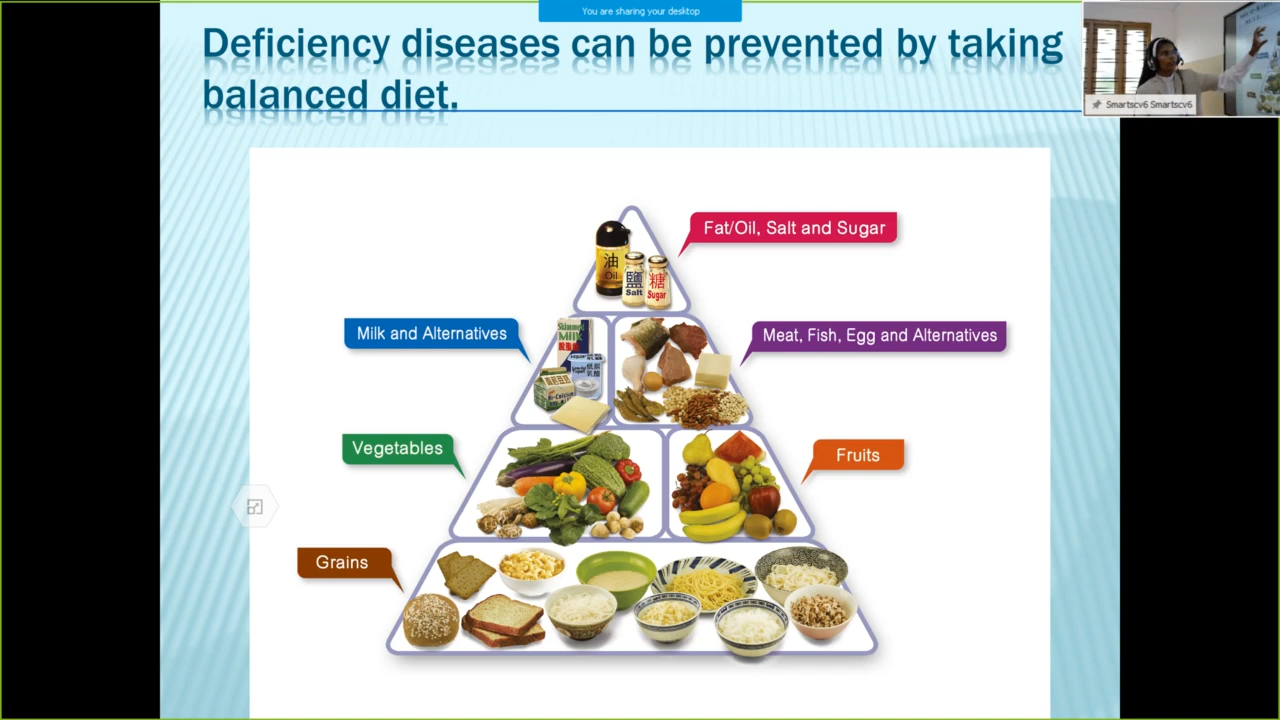 You are sharing your desktop
Deficiency diseases can be prevented by taking
balanced diet.
Smartscv6 Smartscv6
Fat/Oil, Salt and Sugar
油
Oil
鹽
Salt
糖
Sugar
Milk and Alternatives
MILK
Meat, Fish, Egg and Alternatives
Vegetables
Fruits
Grains